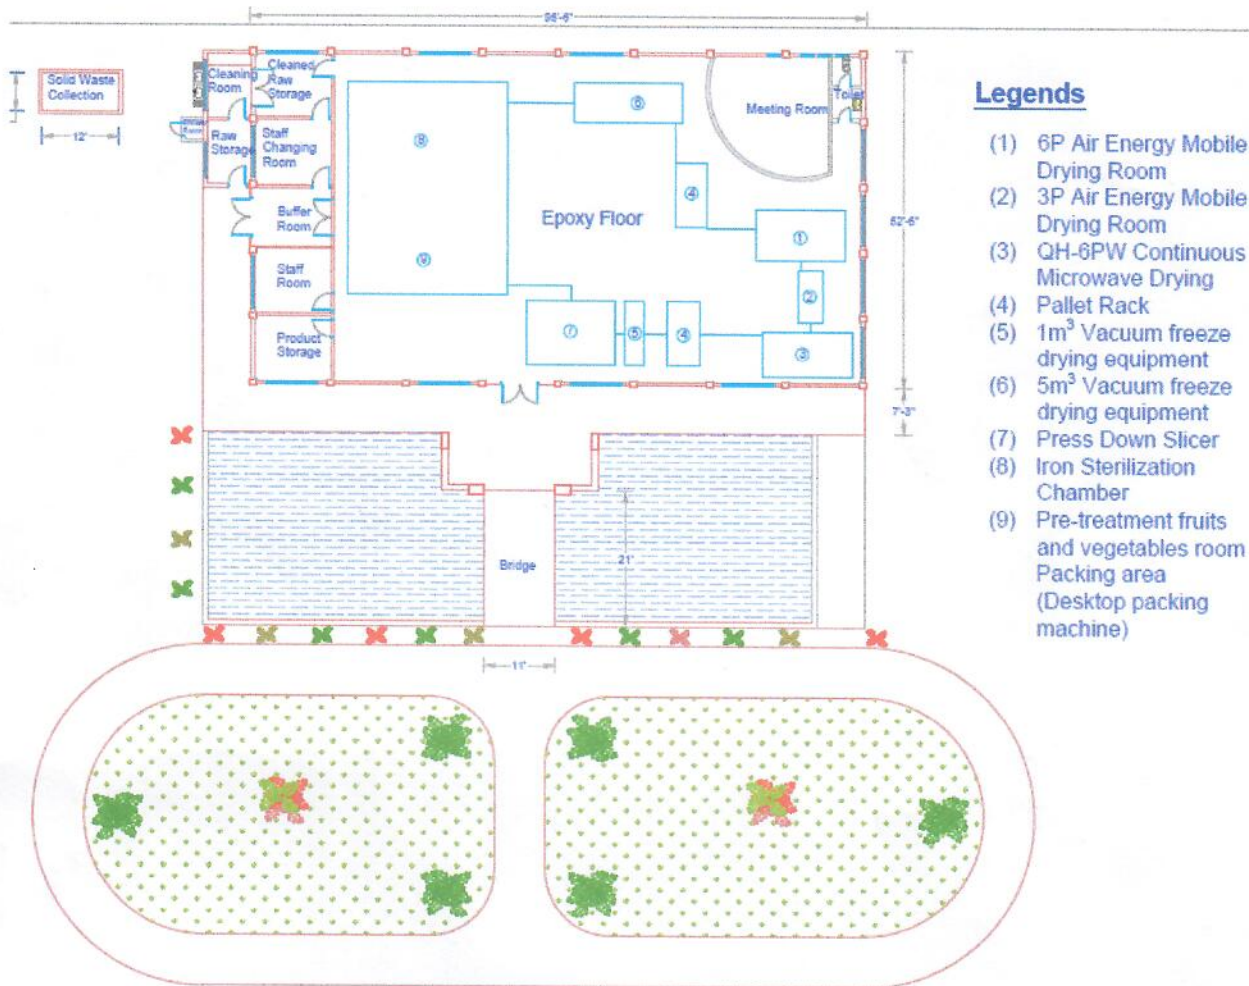 Solid Waste
Collection
12'
Cleaning
Room
Cleaned
Raw
Storage
Raw
Storage
Staff
Changing
Room
Buffer
Room
Staff
Room
Product
Storage
Meeting Room
Toilet
Epoxy Floor
8
9
6
4
1
2
3
4
5
7
52'-6"
7'-3"
Bridge
21'
11'
Legends
(1) 6P Air Energy Mobile
Drying Room
(2) 3P Air Energy Mobile
Drying Room
(3) QH-6PW Continuous
Microwave Drying
(4) Pallet Rack
(5) 1m³ Vacuum freeze
drying equipment
(6) 5m³ Vacuum freeze
drying equipment
(7) Press Down Slicer
(8) Iron Sterilization
Chamber
(9) Pre-treatment fruits
and vegetables room
Packing area
(Desktop packing
machine)